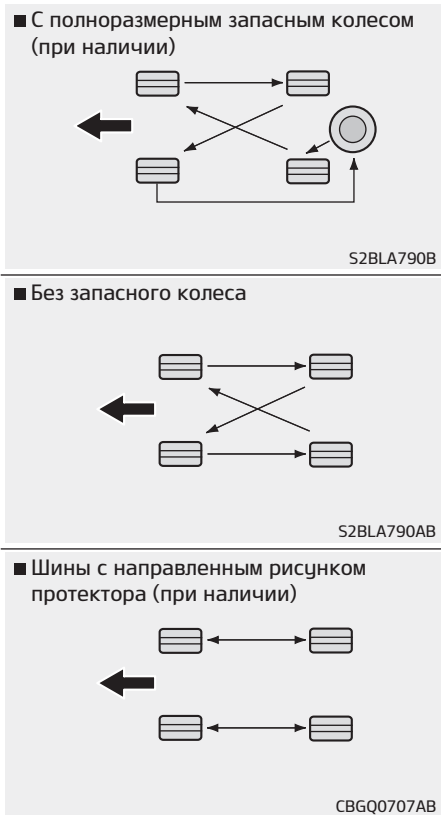 ■ С полноразмерным запасным колесом
(при наличии)
S2BLA790B
■ Без запасного колеса
S2BLA790AB
■ Шины с направленным рисунком
протектора (при наличии)
CBGQ0707AB